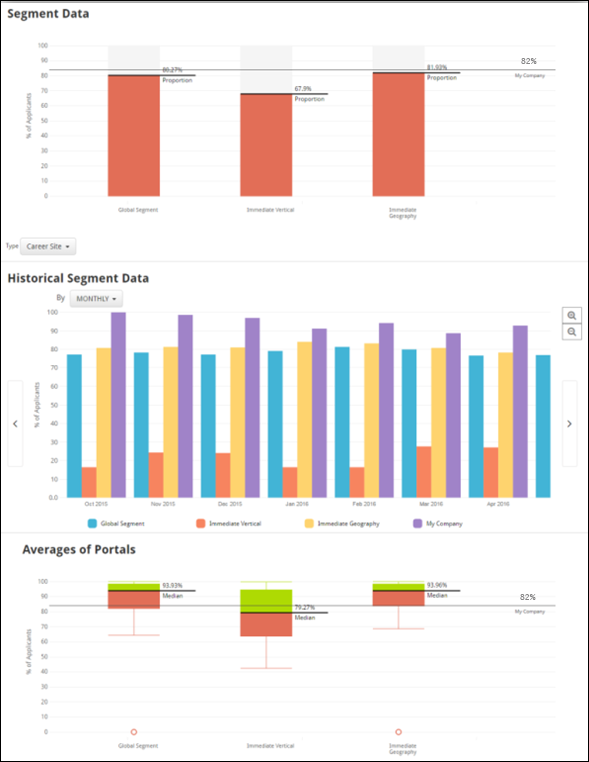 Segment Data
100
90
80
70
60
50
40
30
20
10
0
% of Applicants
80.27%
Proportion
67.9%
Proportion
81.93%
Proportion
82%
My Company
Global Segment
Immediate Vertical
Immediate
Geography
Type
Career Site
Historical Segment Data
By
MONTHLY
100
90
80
70
60
50
40
30
20
10
0.0
% of Applicants
Oct 2015
Nov 2015
Dec 2015
Jan 2016
Feb 2016
Mar 2016
Apr 2016
Global Segment
Immediate Vertical
Immediate Geography
My Company
Averages of Portals
100
90
80
70
60
50
40
30
20
10
0
% of Applicants
93.93%
Median
79.27%
Median
93.96%
Median
82%
My Company
Global Segment
Immediate Vertical
Immediate
Geography